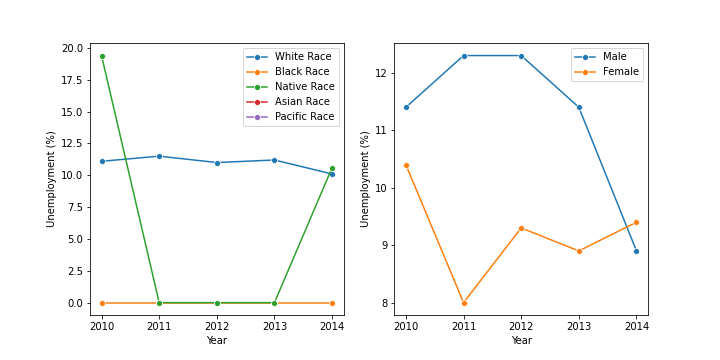 20.0
17.5
15.0
12.5
10.0
7.5
5.0
2.5
0.0
Unemployment (%)
2010 2011 2012 2013 2014
Year
White Race
Black Race
Native Race
Asian Race
Pacific Race
12
11
10
9
8
Unemployment (%)
2010 2011 2012 2013 2014
Year
Male
Female